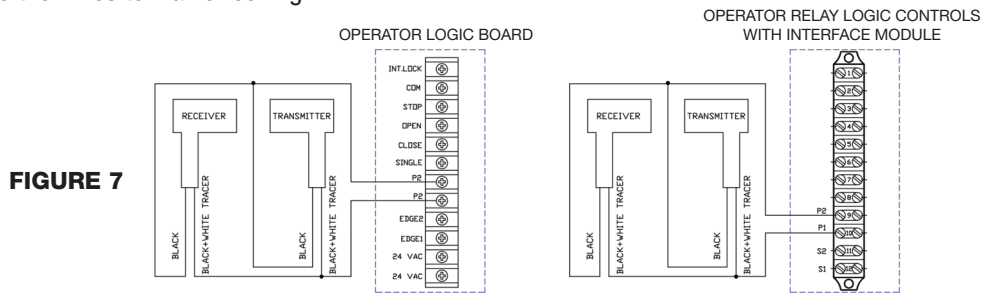 OPERATOR LOGIC BOARD
RECEIVER
TRANSMITTER
BLACK
BLACK+WHITE TRACER
BLACK
BLACK+WHITE TRACER
INT.LOCK
COM
STOP
OPEN
CLOSE
SINGLE
P2
P2
EDGE2
EDGE1
24 VAC
24 VAC
FIGURE 7
OPERATOR RELAY LOGIC CONTROLS
WITH INTERFACE MODULE
RECEIVER
TRANSMITTER
BLACK
BLACK+WHITE TRACER
BLACK
BLACK+WHITE TRACER
1
2
3
4
5
6
7
8
P2 9
P1 10
S2 11
S1 12